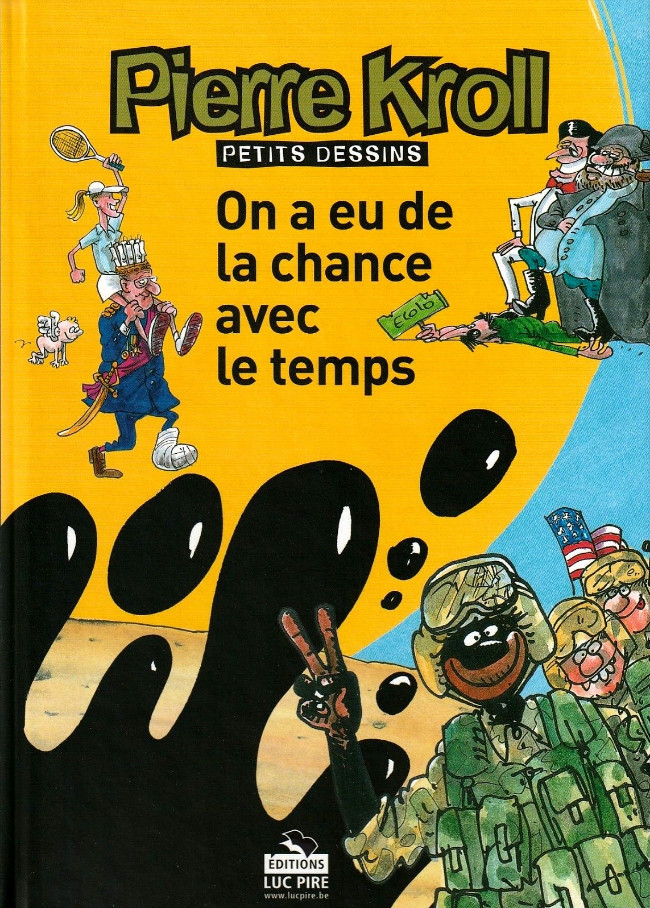 Pierre Kroll
PETITS DESSINS
On a eu de
la chance
avec
le temps
ECOLO
ÉDITIONS
LUC PIRE
www.lucpire.be